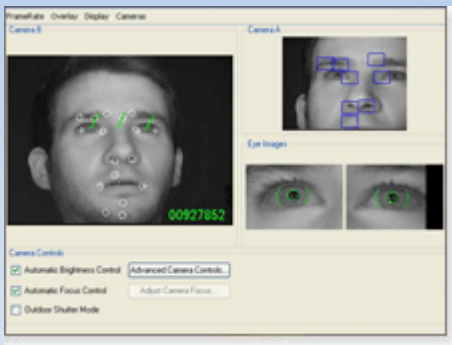 FrameRate Overlay Display Cameras
Camera B
Camera A
00927852
Eye Images
Camera Controls
Automatic Brightness Control
Advanced Camera Controls...
Automatic Focus Control
Adjust Camera Focus...
Outdoor Shutter Mode